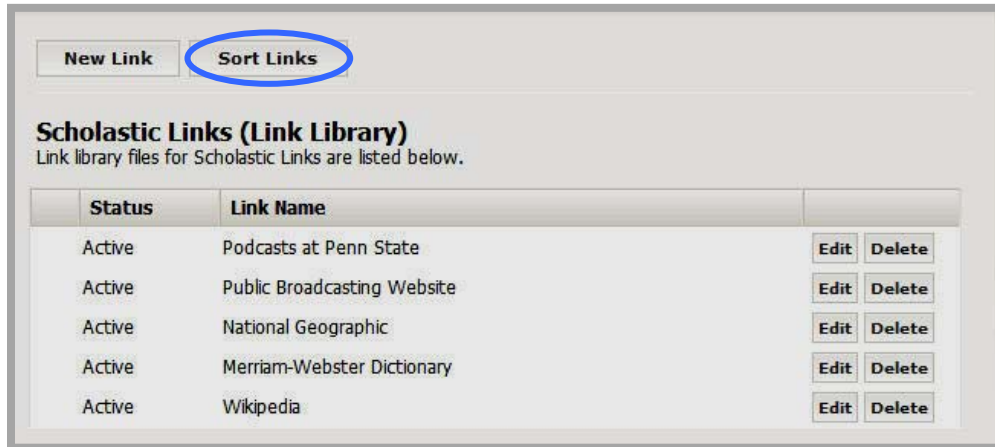 New Link Sort Links
Scholastic Links (Link Library)
Link library files for Scholastic Links are listed below.
Status Link Name
Active Podcasts at Penn State Edit Delete
Active Public Broadcasting Website Edit Delete
Active National Geographic Edit Delete
Active Merriam-Webster Dictionary Edit Delete
Active Wikipedia Edit Delete